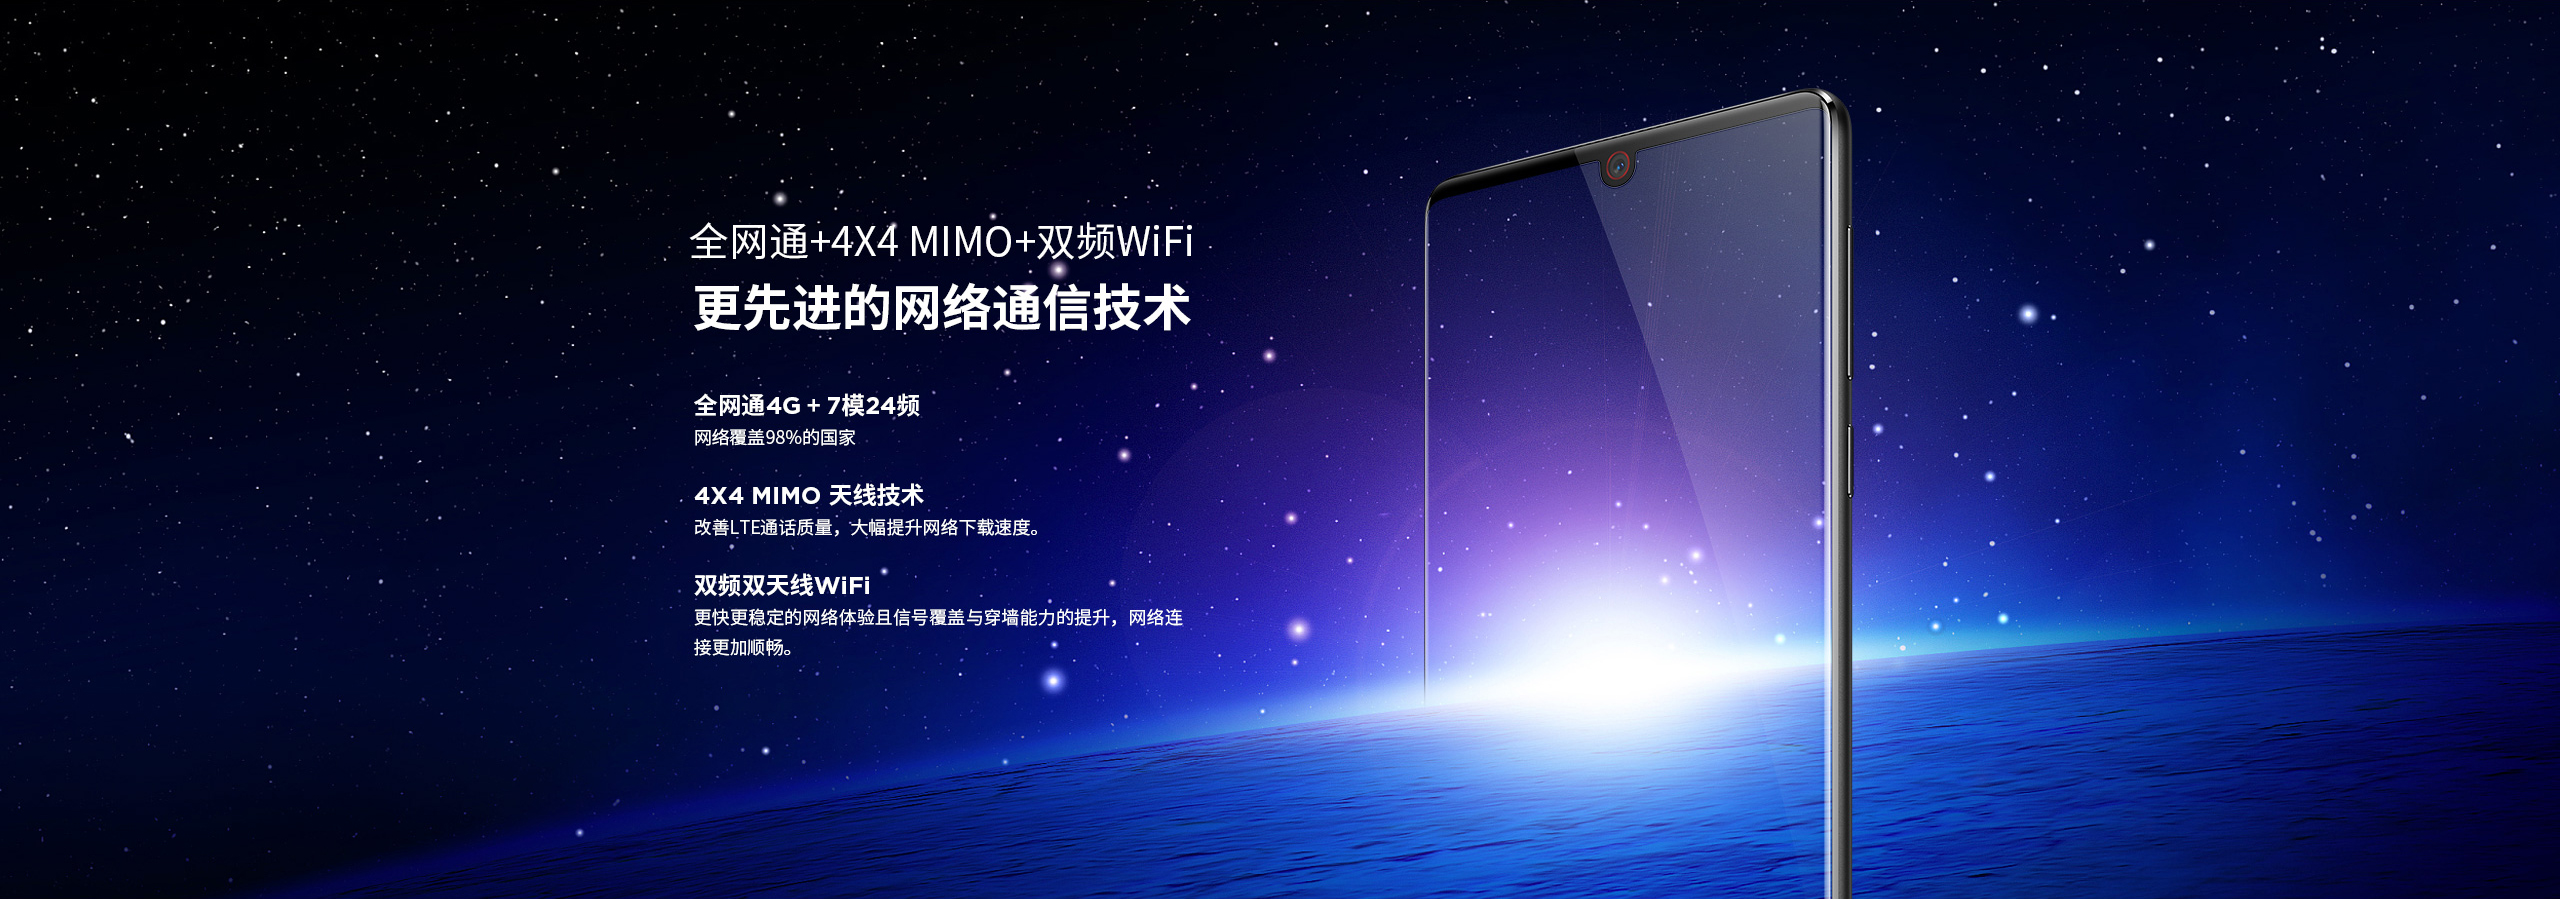 全网通+4X4 MIMO+双频WiFi
更先进的网络通信技术
全网通4G + 7模24频
网络覆盖98%的国家
4X4 MIMO 天线技术
改善LTE通话质量，大幅提升网络下载速度。
双频双天线WiFi
更快更稳定的网络体验且信号覆盖与穿墙能力的提升，网络连
接更加顺畅。